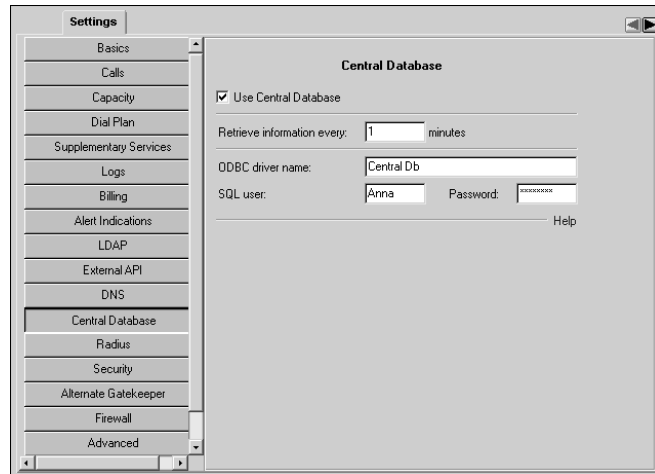 Settings
Basics
Calls
Capacity
Dial Plan
Supplementary Services
Logs
Billing
Alert Indications
LDAP
External API
DNS
Central Database
Radius
Security
Alternate Gatekeeper
Firewall
Advanced
Central Database
Use Central Database
Retrieve information every: 1 minutes
ODBC driver name: Central Db
SQL user: Anna Password: xxxxxxxx
Help